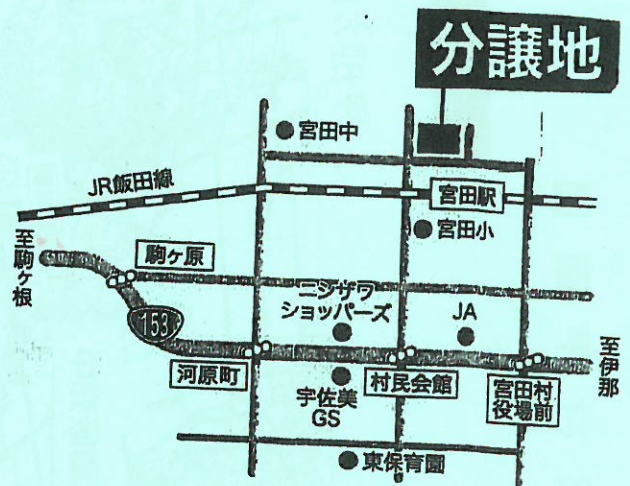 分譲地
宮田中
JR飯田線
宮田駅
宮田小
至駒ヶ根
駒ヶ原
ニシザワ
ショッパーズ
JA
153
至伊那
河原町
村民会館
宮田村
役場前
宇佐美
GS
東保育園